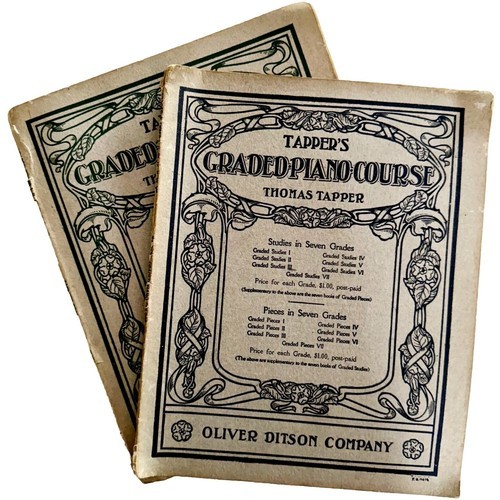 TAPPER'S
GRADED·PIANO·COURSE
THOMAS TAPPER
Studies in Seven Grades
Graded Studies I
Graded Studies IV
Graded Studies II
Graded Studies V
Graded Studies III
Graded Studies VI
Graded Studies VII
Price for each Grade, $1.00, post-paid
(Supplementary to the above are the seven books of Graded Pieces)
Pieces in Seven Grades
Graded Pieces I
Graded Pieces IV
Graded Pieces II
Graded Pieces V
Graded Pieces III
Graded Pieces VI
Graded Pieces VII
Price for each Grade, $1.00, post-paid
(The above are supplementary to the seven books of Graded Studies)
OLIVER DITSON COMPANY
TA
GRADED
TH